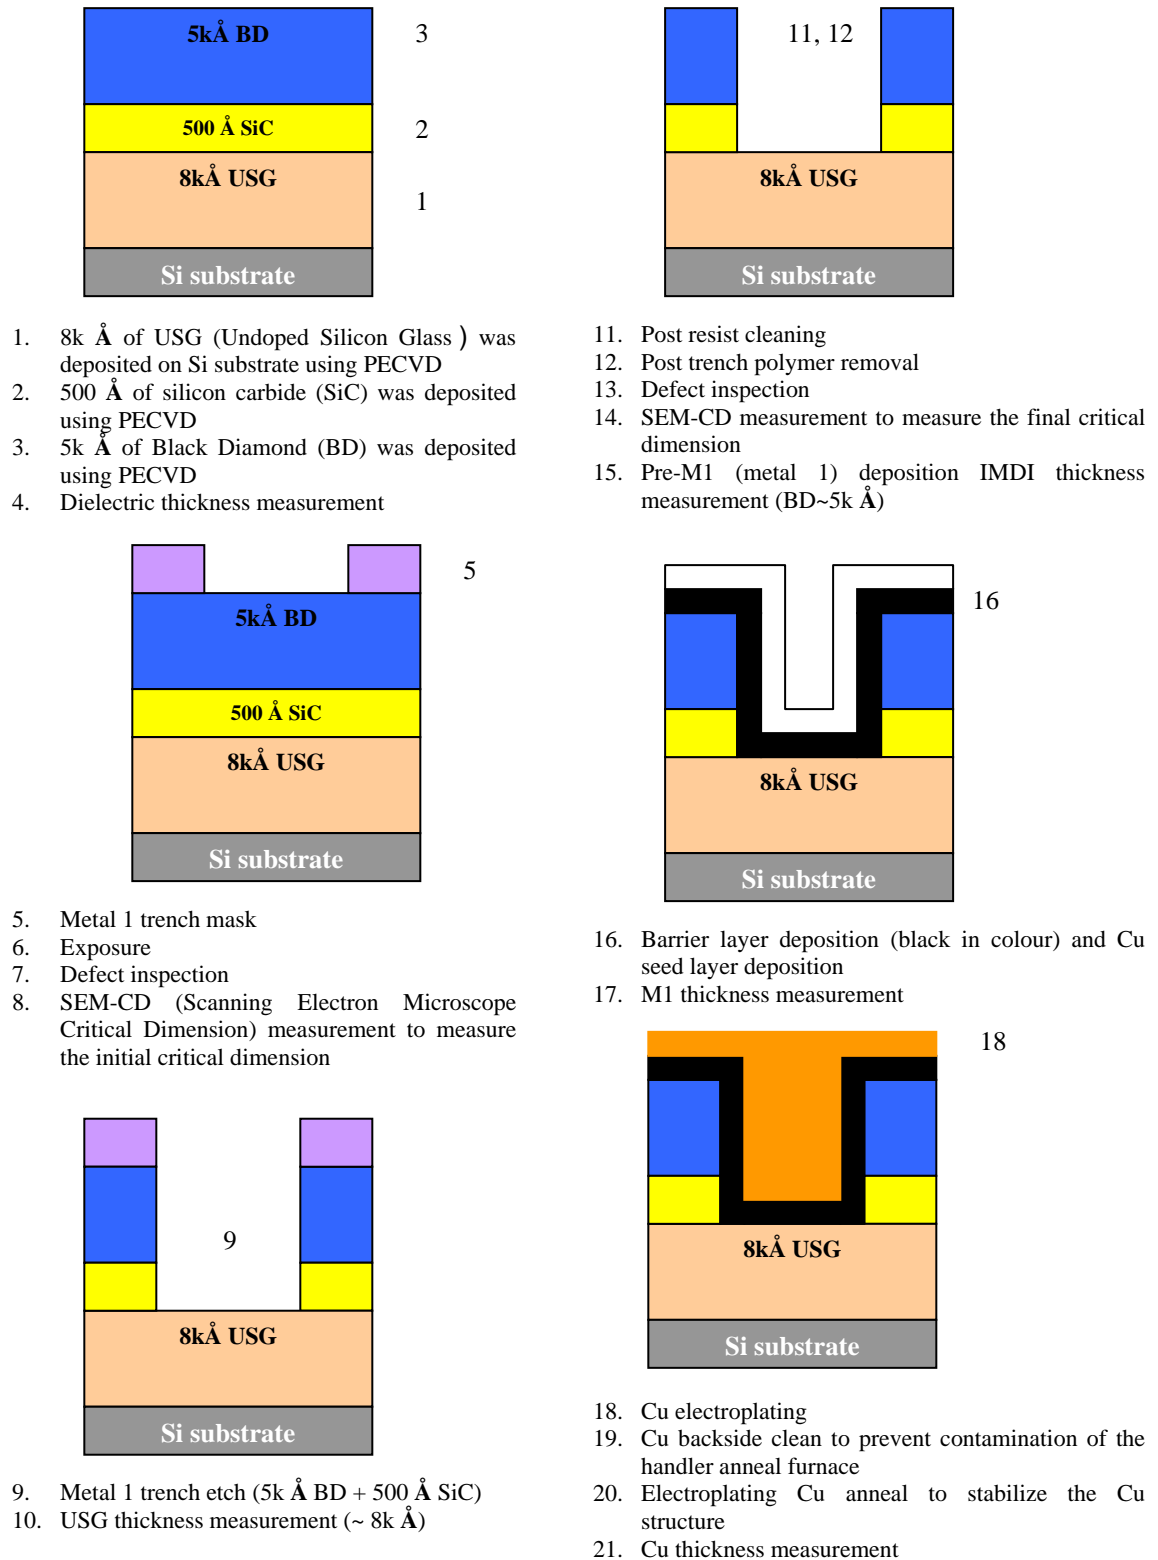 5kÅ BD
3
500 Å SiC
2
8kÅ USG
1
Si substrate
1. 8k Å of USG (Undoped Silicon Glass ) was
deposited on Si substrate using PECVD
2. 500 Å of silicon carbide (SiC) was deposited
using PECVD
3. 5k Å of Black Diamond (BD) was deposited
using PECVD
4. Dielectric thickness measurement
5
5kÅ BD
500 Å SiC
8kÅ USG
Si substrate
5. Metal 1 trench mask
6. Exposure
7. Defect inspection
8. SEM-CD (Scanning Electron Microscope
Critical Dimension) measurement to measure
the initial critical dimension
9
8kÅ USG
Si substrate
9. Metal 1 trench etch (5k Å BD + 500 Å SiC)
10. USG thickness measurement (~ 8k Å)
11, 12
8kÅ USG
Si substrate
11. Post resist cleaning
12. Post trench polymer removal
13. Defect inspection
14. SEM-CD measurement to measure the final critical
dimension
15. Pre-M1 (metal 1) deposition IMDI thickness
measurement (BD~5k Å)
16
8kÅ USG
Si substrate
16. Barrier layer deposition (black in colour) and Cu
seed layer deposition
17. M1 thickness measurement
18
8kÅ USG
Si substrate
18. Cu electroplating
19. Cu backside clean to prevent contamination of the
handler anneal furnace
20. Electroplating Cu anneal to stabilize the Cu
structure
21. Cu thickness measurement